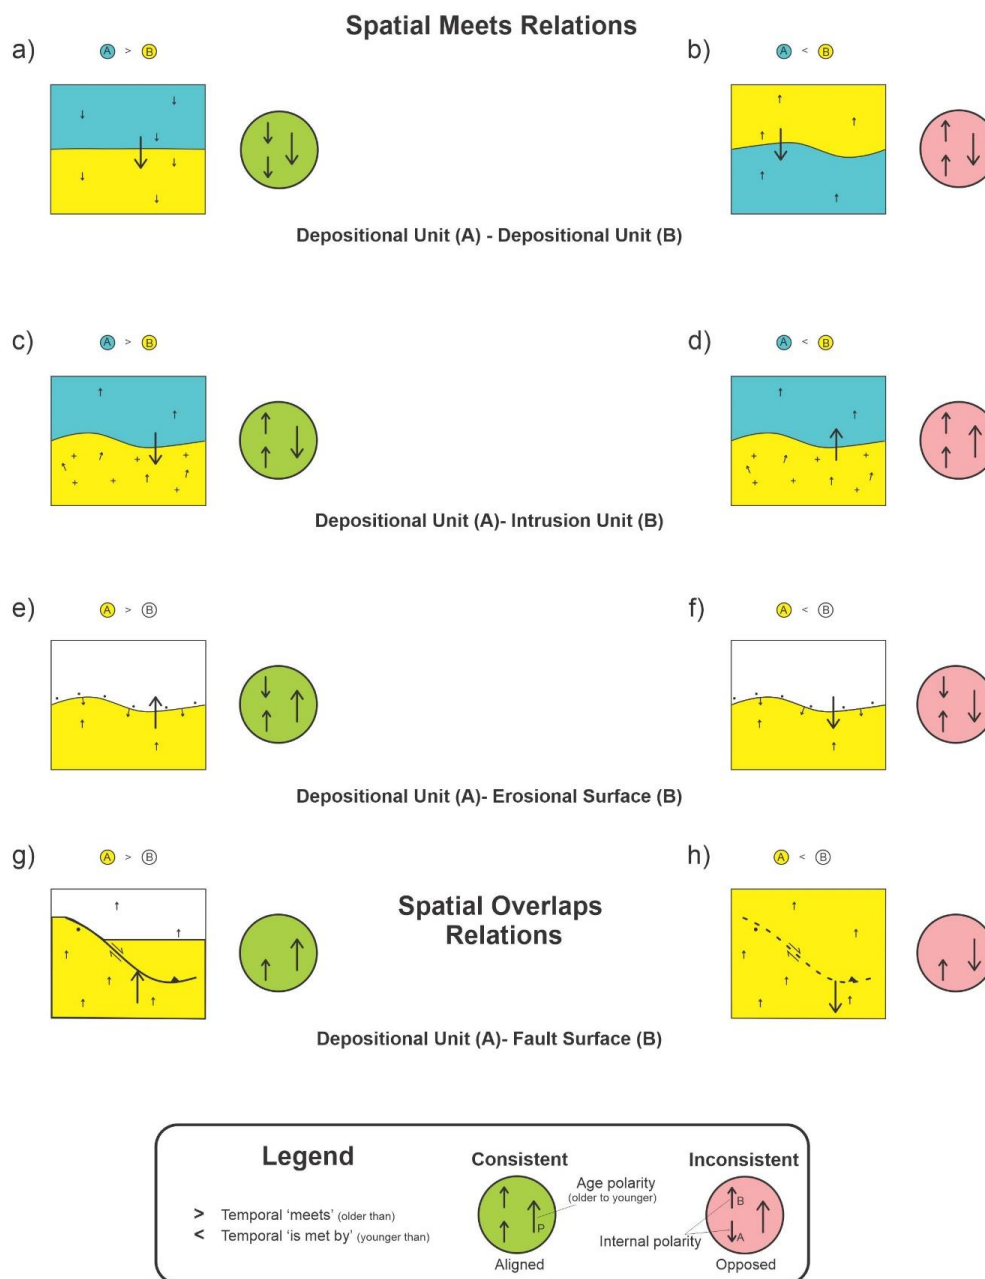 Spatial Meets Relations
a)
A > B
b)
A < B
Depositional Unit (A) - Depositional Unit (B)
c)
A > B
d)
A < B
Depositional Unit (A)- Intrusion Unit (B)
e)
A > B
f)
A < B
Depositional Unit (A)- Erosional Surface (B)
g)
A > B
h)
A < B
Spatial Overlaps
Relations
Depositional Unit (A)- Fault Surface (B)
Legend
> Temporal ‘meets’ (older than)
< Temporal ‘is met by’ (younger than)
Consistent
Age polarity
(older to younger)
P
Aligned
Inconsistent
B
Internal polarity
A
Opposed